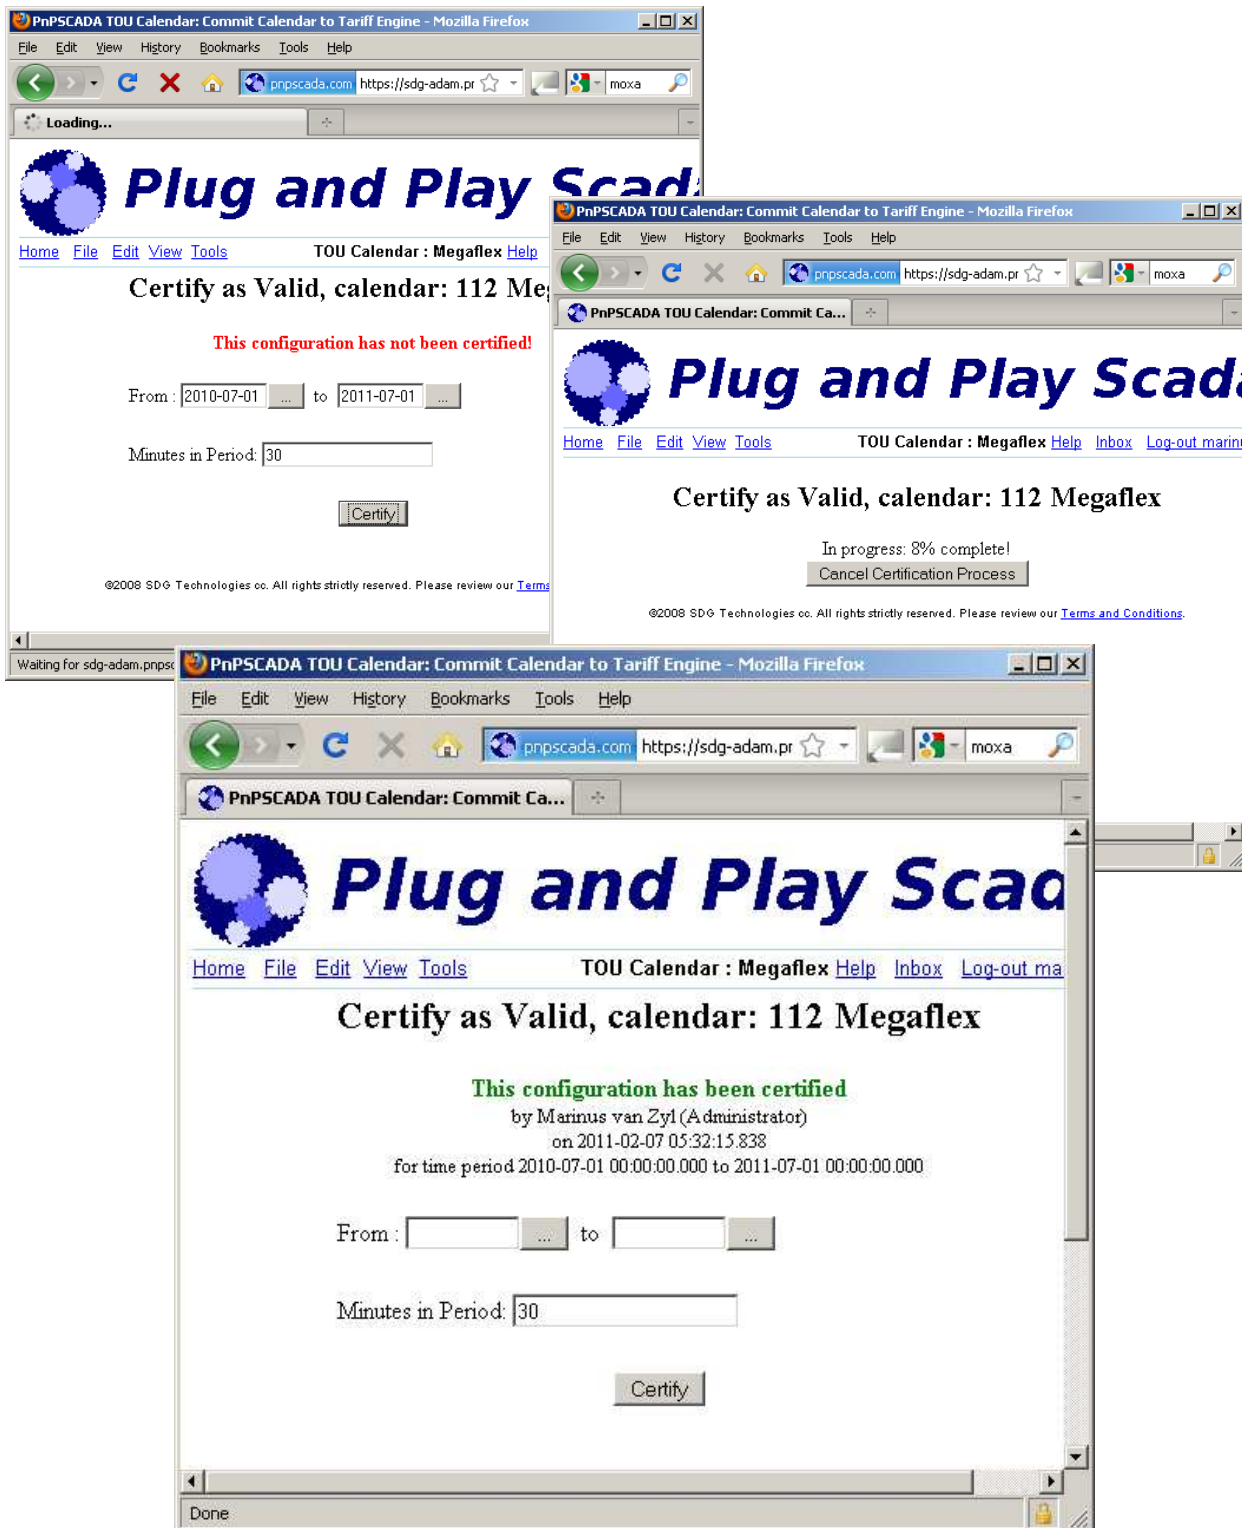 PnPSCADA TOU Calendar: Commit Calendar to Tariff Engine - Mozilla Firefox
File Edit View History Bookmarks Tools Help
pnpscada.com https://sdg-adam.pr moxa
Loading...
Plug and Play Scada
Home File Edit View Tools TOU Calendar : Megaflex Help
Certify as Valid, calendar: 112
This configuration has not been certified!
From : 2010-07-01 ... to 2011-07-01 ...
Minutes in Period: 30
Certify
©2008 SDG Technologies cc. All rights strictly reserved. Please review our Terms
Waiting for sdg-adam.pnpsc
PnPSCADA TOU Calendar: Commit Calendar to Tariff Engine - Mozilla Firefox
File Edit View History Bookmarks Tools Help
pnpscada.com https://sdg-adam.pr moxa
PnPSCADA TOU Calendar: Commit Ca...
Plug and Play Scada
Home File Edit View Tools TOU Calendar : Megaflex Help Inbox Log-out marin
Certify as Valid, calendar: 112 Megaflex
In progress: 8% complete!
Cancel Certification Process
©2008 SDG Technologies cc. All rights strictly reserved. Please review our Terms and Conditions.
PnPSCADA TOU Calendar: Commit Calendar to Tariff Engine - Mozilla Firefox
File Edit View History Bookmarks Tools Help
pnpscada.com https://sdg-adam.pr moxa
PnPSCADA TOU Calendar: Commit Ca...
Plug and Play Scad
Home File Edit View Tools TOU Calendar : Megaflex Help Inbox Log-out ma
Certify as Valid, calendar: 112 Megaflex
This configuration has been certified
by Marinus van Zyl (Administrator)
on 2011-02-07 05:32:15.838
for time period 2010-07-01 00:00:00.000 to 2011-07-01 00:00:00.000
From : ... to ...
Minutes in Period: 30
Certify
Done